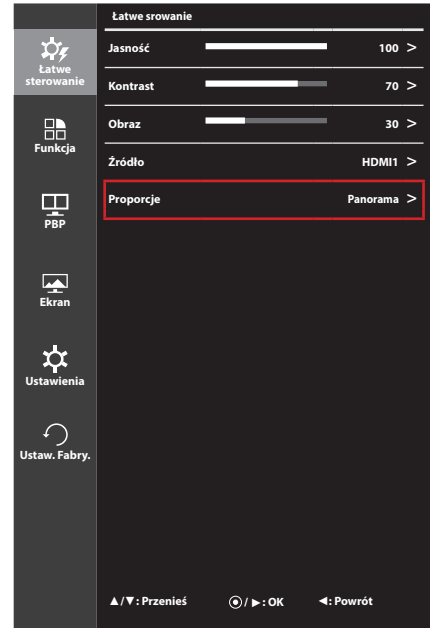 Łatwe srowanie
Łatwe
sterowanie
Funkcja
PBP
Ekran
Ustawienia
Ustaw. Fabry.
Jasność 100 >
Kontrast 70 >
Obraz 30 >
Źródło HDMI1 >
Proporcje Panorama >
▲/▼: Przenieś ⦿/ ►: OK ◄: Powrót